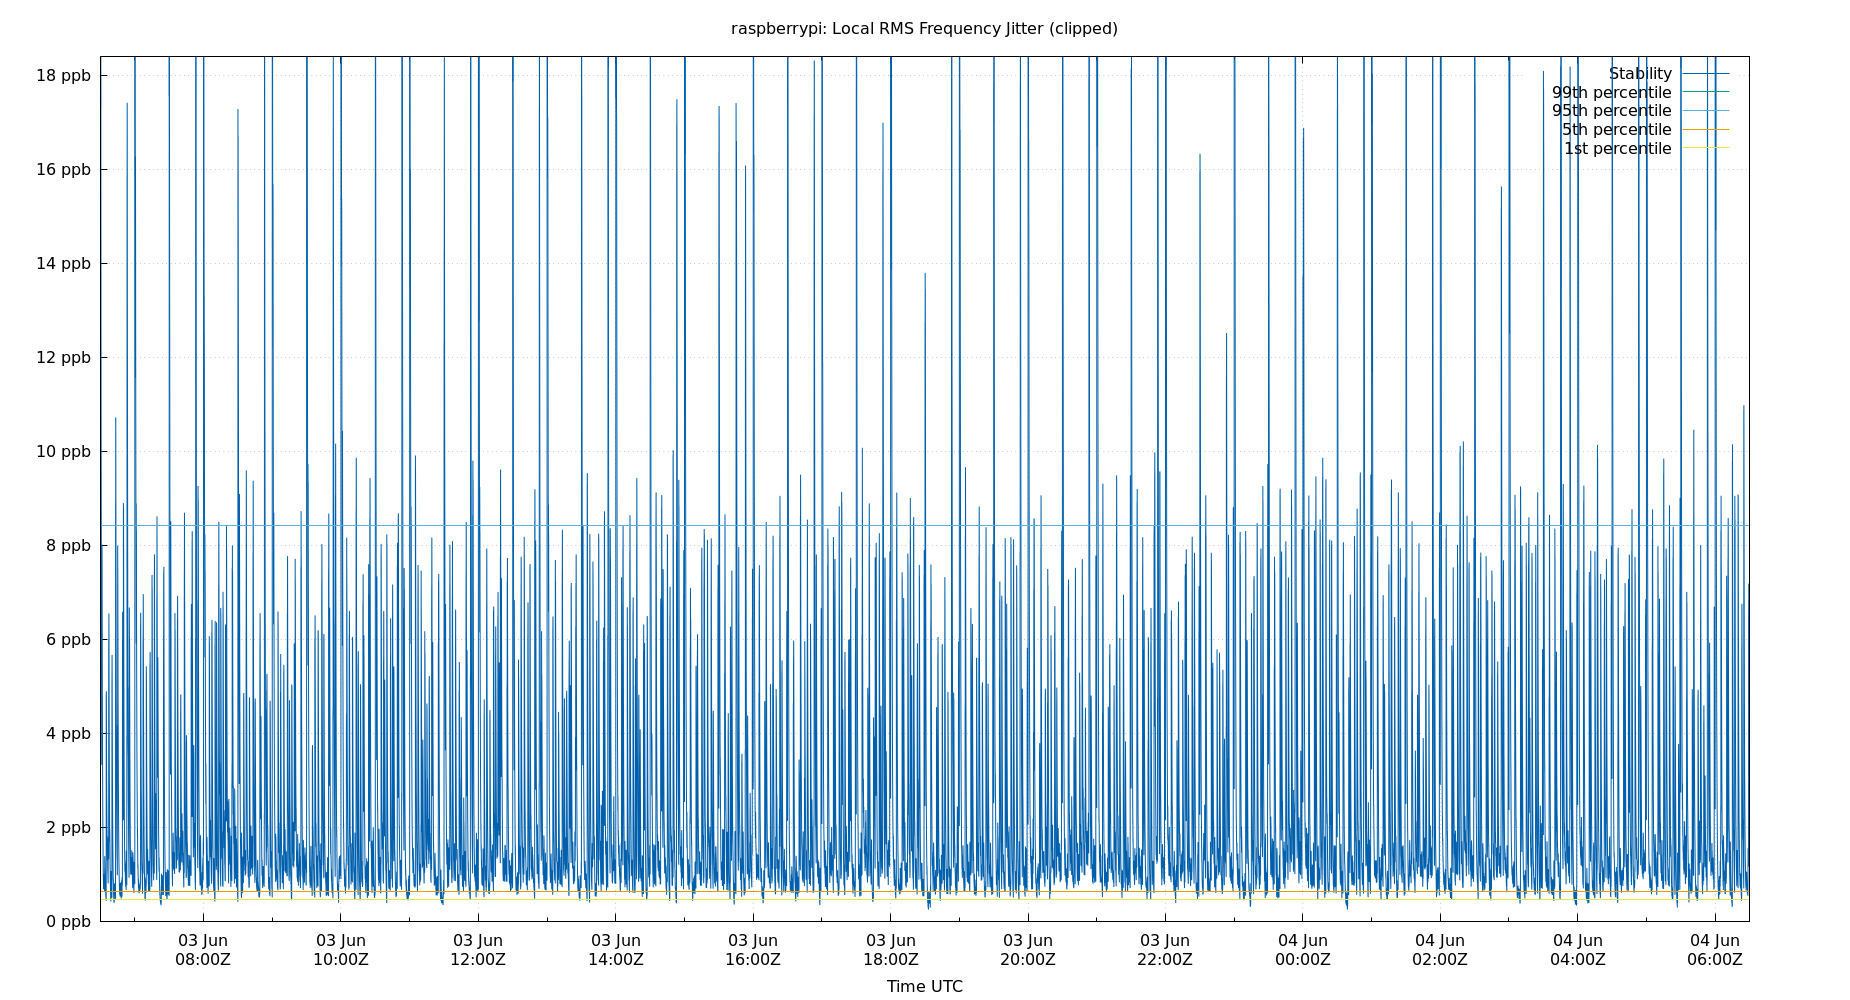 raspberrypi: Local RMS Frequency Jitter (clipped)
18 ppb
16 ppb
14 ppb
12 ppb
10 ppb
8 ppb
6 ppb
4 ppb
2 ppb
0 ppb
Stability
99th percentile
95th percentile
5th percentile
1st percentile
03 Jun 03 Jun 03 Jun 03 Jun 03 Jun 03 Jun 03 Jun 03 Jun 04 Jun 04 Jun 04 Jun 04 Jun
08:00Z 10:00Z 12:00Z 14:00Z 16:00Z 18:00Z 20:00Z 22:00Z 00:00Z 02:00Z 04:00Z 06:00Z
Time UTC